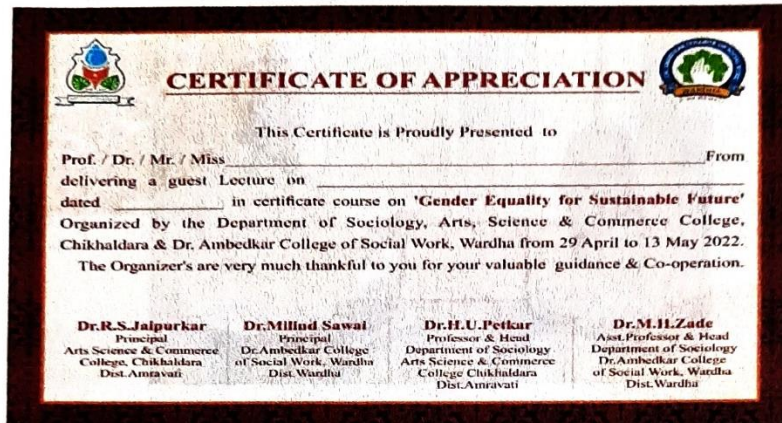 CERTIFICATE OF APPRECIATION
This Certificate is Proudly Presented to
Prof. / Dr. / Mr. / Miss ______ From
delivering a guest Lecture on ______
dated ______ in certificate course on 'Gender Equality for Sustainable Future'
Organized by the Department of Sociology, Arts, Science & Commerce College,
Chikhaldara & Dr. Ambedkar College of Social Work, Wardha from 29 April to 13 May 2022.
The Organizer's are very much thankful to you for your valuable guidance & Co-operation.
Dr.R.S.Jaipurkar
Principal
Arts Science & Commerce
College, Chikhaldara
Dist.Amravati
Dr.Milind Sawai
Principal
Dr.Ambedkar College
of Social Work, Wardha
Dist.Wardha
Dr.H.U.Petkar
Professor & Head
Department of Sociology
Arts Science & Commerce
College Chikhaldara
Dist.Amravati
Dr.M.H.Zade
Asst.Professor & Head
Department of Sociology
Dr.Ambedkar College
of Social Work, Wardha
Dist.Wardha